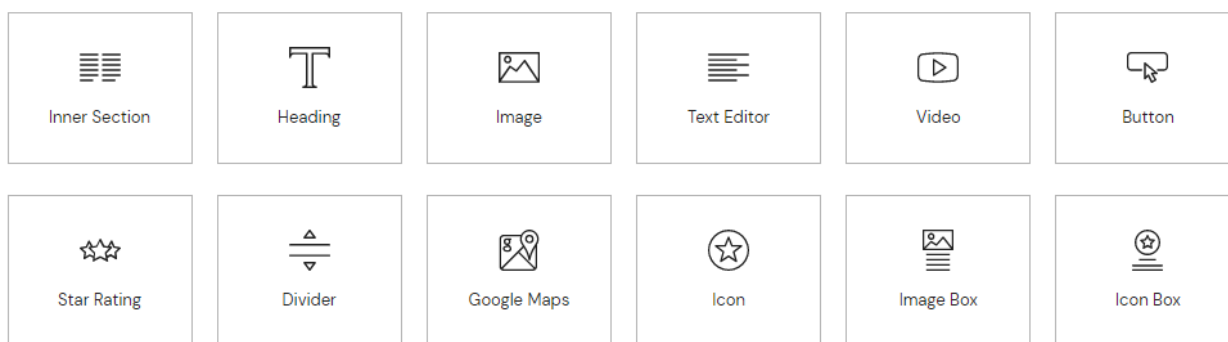 Inner Section
Heading
Image
Text Editor
Video
Button
Star Rating
Divider
Google Maps
Icon
Image Box
Icon Box